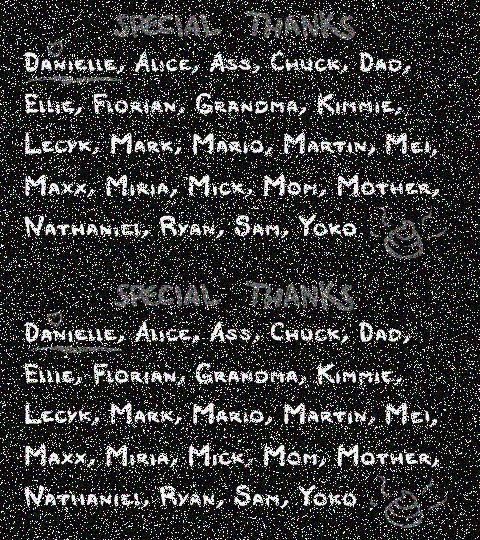 SPECIAL THANKS
DANIELLE, ALICE, ASS, CHUCK, DAD,
ELLIE, FLORIAN, GRANDMA, KIMMIE,
LECYK, MARK, MARIO, MARTIN, MEI,
MAXX, MIRIA, MICK, MOM, MOTHER,
NATHANIEL, RYAN, SAM, YOKO
SPECIAL THANKS
DANIELLE, ALICE, ASS, CHUCK, DAD,
ELLIE, FLORIAN, GRANDMA, KIMMIE,
LECYK, MARK, MARIO, MARTIN, MEI,
MAXX, MIRIA, MICK, MOM, MOTHER,
NATHANIEL, RYAN, SAM, YOKO